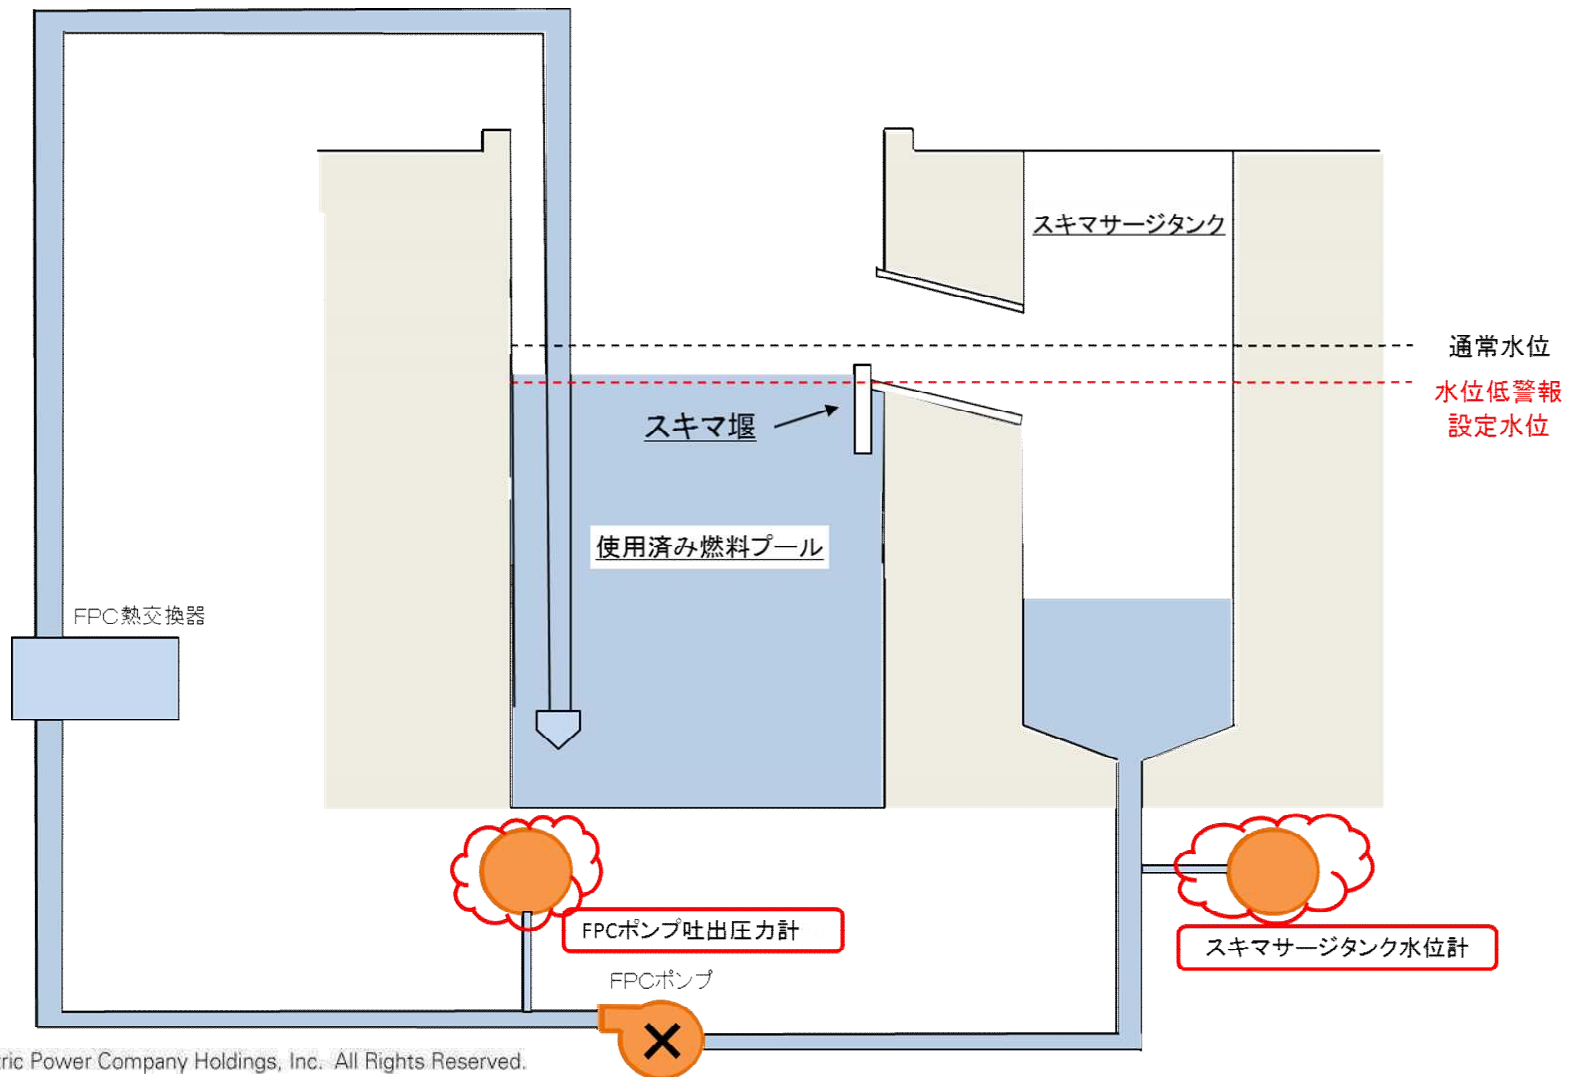 スキマサージタンク
通常水位
水位低警報
設定水位
スキマ堰
使用済み燃料プール
FPC熱交換器
FPCポンプ吐出圧力計
スキマサージタンク水位計
FPCポンプ
tric Power Company Holdings, Inc. All Rights Reserved.